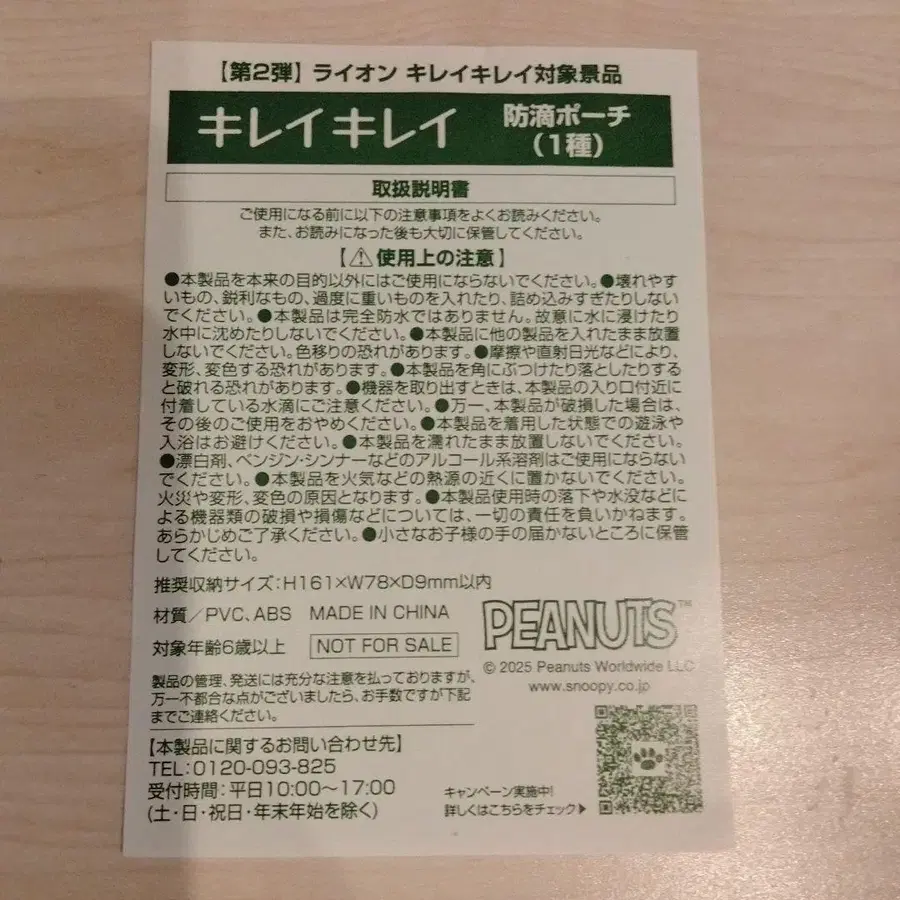 【第2弾】ライオン キレイキレイ対象景品
キレイキレイ
防滴ポーチ
(1種)
取扱説明書
ご使用になる前に以下の注意事項をよくお読みください。
また、お読みになった後も大切に保管してください。
【⚠使用上の注意】
●本製品を本来の目的以外にはご使用にならないでください。●壊れやす
いもの、鋭利なもの、過度に重いものを入れたり、詰め込みすぎたりしない
でください。●本製品は完全防水ではありません。故意に水に浸けたり
水中に沈めたりしないでください。●本製品に他の製品を入れたまま放置
しないでください。色移りの恐れがあります。●摩擦や直射日光などにより、
変形、変色する恐れがあります。●本製品を角にぶつけたり落としたりする
と破れる恐れがあります。●機器を取り出すときは、本製品の入り口付近に
付着している水滴にご注意ください。●万一、本製品が破損した場合は、
その後のご使用をおやめください。●本製品を着用した状態での遊泳や
入浴はお避けください。●本製品を濡れたまま放置しないでください。
●漂白剤、ベンジン・シンナーなどのアルコール系溶剤はご使用にならない
でください。●本製品を火気などの熱源の近くに置かないでください。
火災や変形、変色の原因となります。●本製品使用時の落下や水没などに
よる機器類の破損や損傷などについては、一切の責任を負いかねます。
あらかじめご了承ください。●小さなお子様の手の届かないところに保管
してください。
推奨収納サイズ:H161×W78×D9mm以内
材質/PVC、ABS MADE IN CHINA
対象年齢6歳以上 NOT FOR SALE
PEANUTS™
© 2025 Peanuts Worldwide LLC
www.snoopy.co.jp
製品の管理、発送には充分な注意を払っておりますが、
万一不都合な点がございましたら、お手数ですが下記
までご連絡ください。
【本製品に関するお問い合わせ先】
TEL:0120-093-825
受付時間:平日10:00〜17:00
(土・日・祝日・年末年始を除く)
キャンペーン実施中!
詳しくはこちらをチェック▶